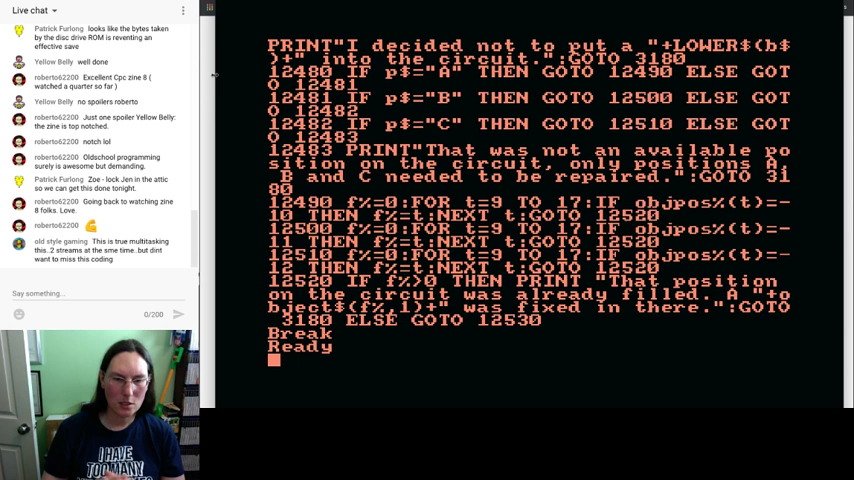 Live chat
Patrick Furlong looks like the bytes taken
by the disc drive ROM is reventing an
effective save
Yellow Belly well done
roberto62200 Excellent Cpc zine 8 (
watched a quarter so far )
Yellow Belly no spoilers roberto
roberto62200 Just one spoiler Yellow Belly:
the zine is top notched.
roberto62200 notch lol
roberto62200 Oldschool programming
surely is awesome but demanding.
Patrick Furlong Zoe - lock Jen in the attic
so we can get this done tonight.
roberto62200 Going back to watching zine
8 folks. Love.
roberto62200 💪
old style gaming This is true multitasking
this..2 streams at the sme time..but dint
want to miss this coding
Say something...
0/200
PRINT"I decided not to put a "+LOWER$(b$
)+" into the circuit.":GOTO 3180
12480 IF p$="A" THEN GOTO 12490 ELSE GOT
O 12481
12481 IF p$="B" THEN GOTO 12500 ELSE GOT
O 12482
12482 IF p$="C" THEN GOTO 12510 ELSE GOT
O 12483
12483 PRINT"That was not an available po
sition on the circuit, only positions A,
 B and C needed to be repaired.":GOTO 31
80
12490 f%=0:FOR t=9 TO 17:IF objpos%(t)=-
10 THEN f%=t:NEXT t:GOTO 12520
12500 f%=0:FOR t=9 TO 17:IF objpos%(t)=-
11 THEN f%=t:NEXT t:GOTO 12520
12510 f%=0:FOR t=9 TO 17:IF objpos%(t)=-
12 THEN f%=t:NEXT t:GOTO 12520
12520 IF f%>0 THEN PRINT "That position
on the circuit was already filled. A "+o
bject$(f%,1)+" was fixed in there.":GOTO
 3180 ELSE GOTO 12530
Break
Ready
I HAVE
TOO MANY